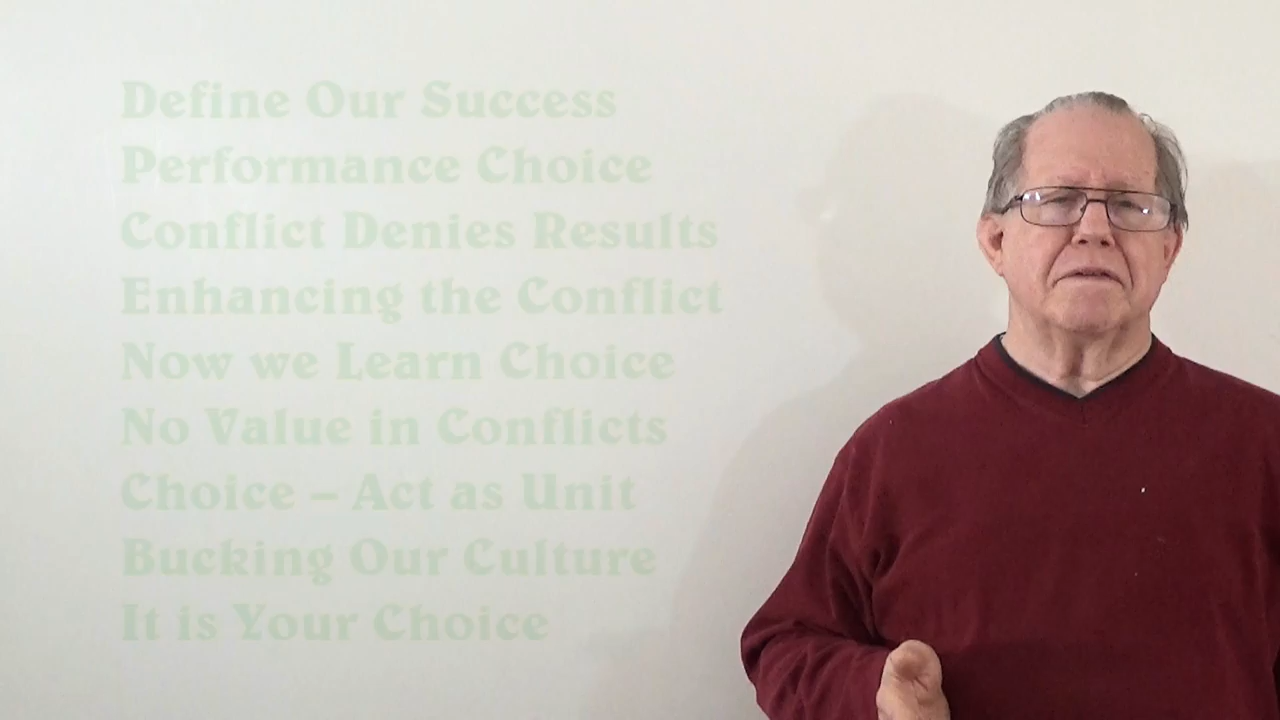 Define Our Success
Performance Choice
Conflict Denies Results
Enhancing the Conflict
Now we Learn Choice
No Value in Conflicts
Choice – Act as Unit
Bucking Our Culture
It is Your Choice